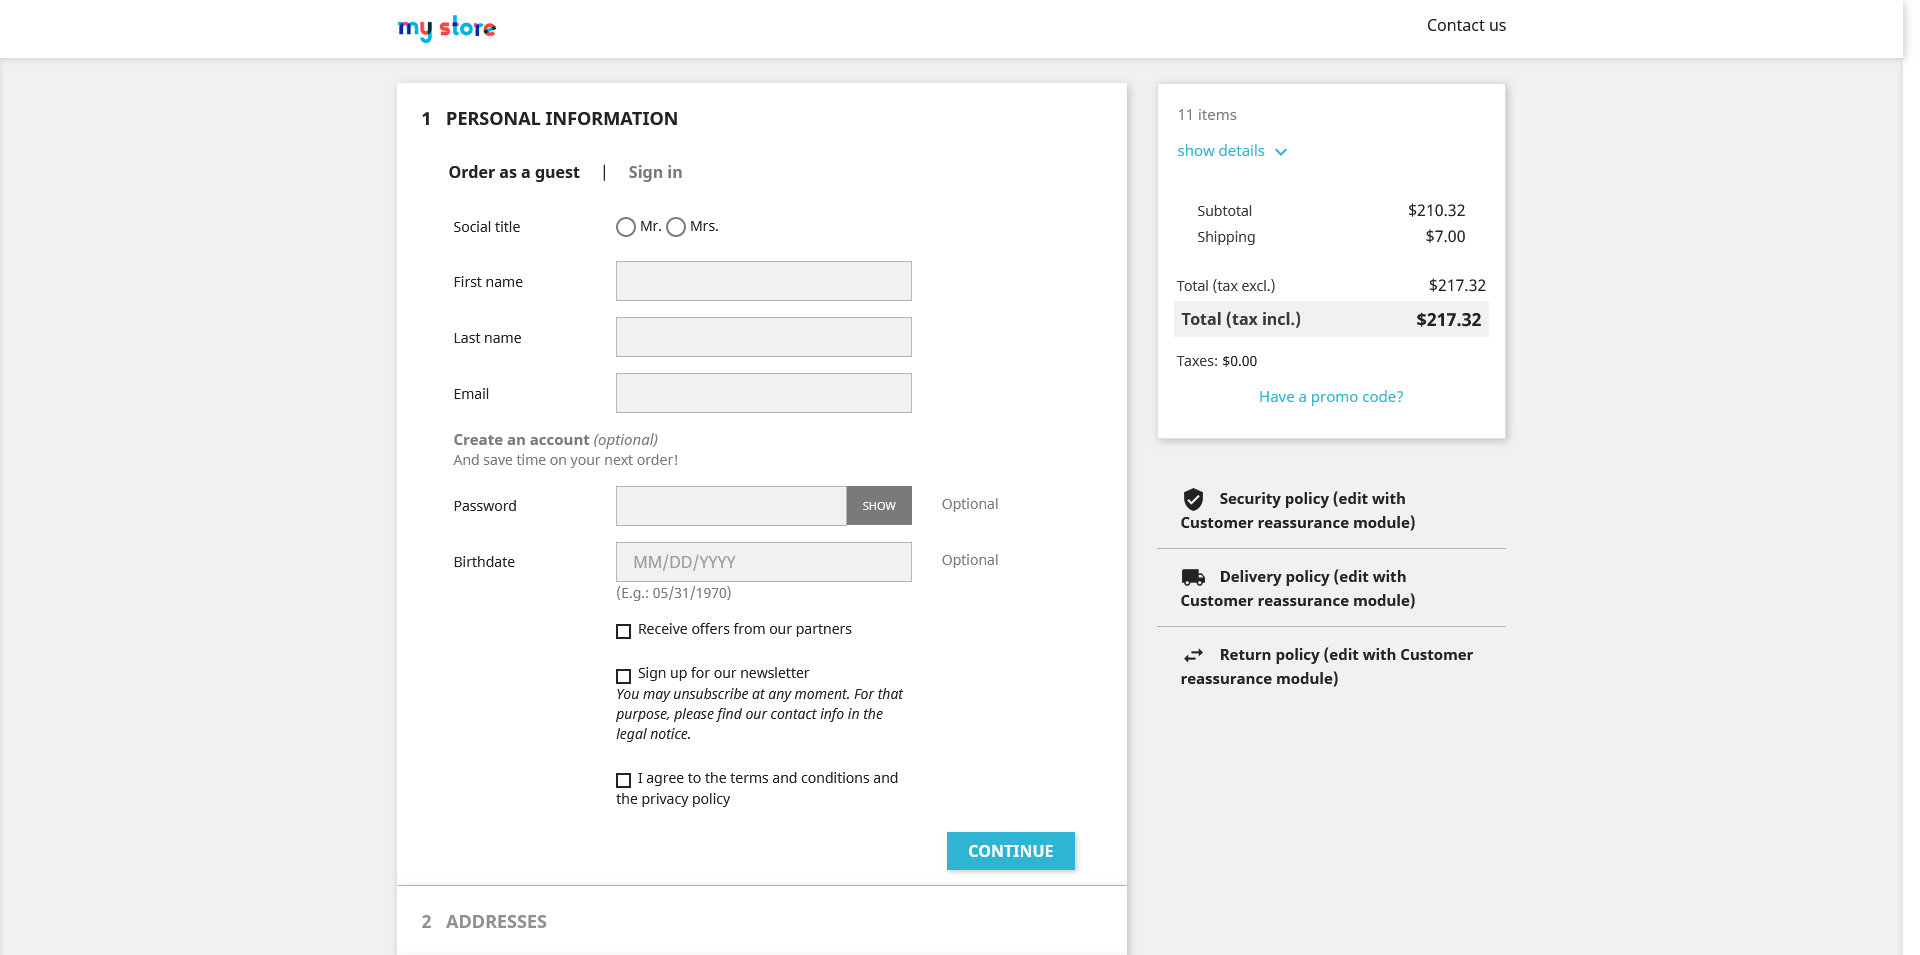 my store
Contact us
1 PERSONAL INFORMATION
Order as a guest | Sign in
Social title
Mr. Mrs.
First name
Last name
Email
Create an account (optional)
And save time on your next order!
Password
SHOW
Optional
Birthdate
MM/DD/YYYY
Optional
(E.g.: 05/31/1970)
Receive offers from our partners
Sign up for our newsletter
You may unsubscribe at any moment. For that
purpose, please find our contact info in the
legal notice.
I agree to the terms and conditions and
the privacy policy
CONTINUE
2 ADDRESSES
11 items
show details
Subtotal $210.32
Shipping $7.00
Total (tax excl.) $217.32
Total (tax incl.) $217.32
Taxes: $0.00
Have a promo code?
Security policy (edit with
Customer reassurance module)
Delivery policy (edit with
Customer reassurance module)
Return policy (edit with Customer
reassurance module)